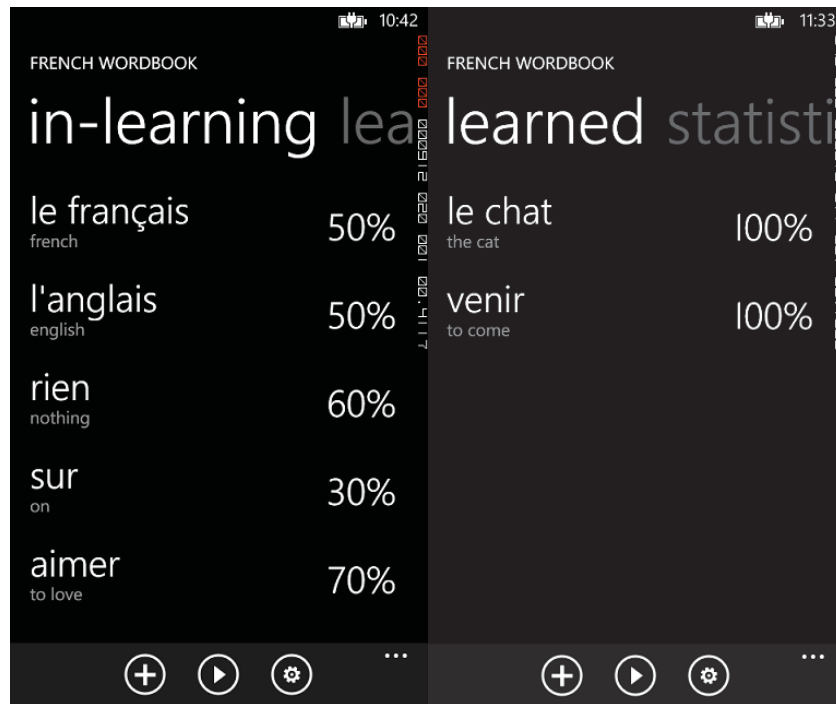 10:42
FRENCH WORDBOOK
in-learning lea
le français
french
50%
l'anglais
english
50%
rien
nothing
60%
sur
on
30%
aimer
to love
70%
...
11:33
FRENCH WORDBOOK
learned statisti
le chat
the cat
100%
venir
to come
100%
...